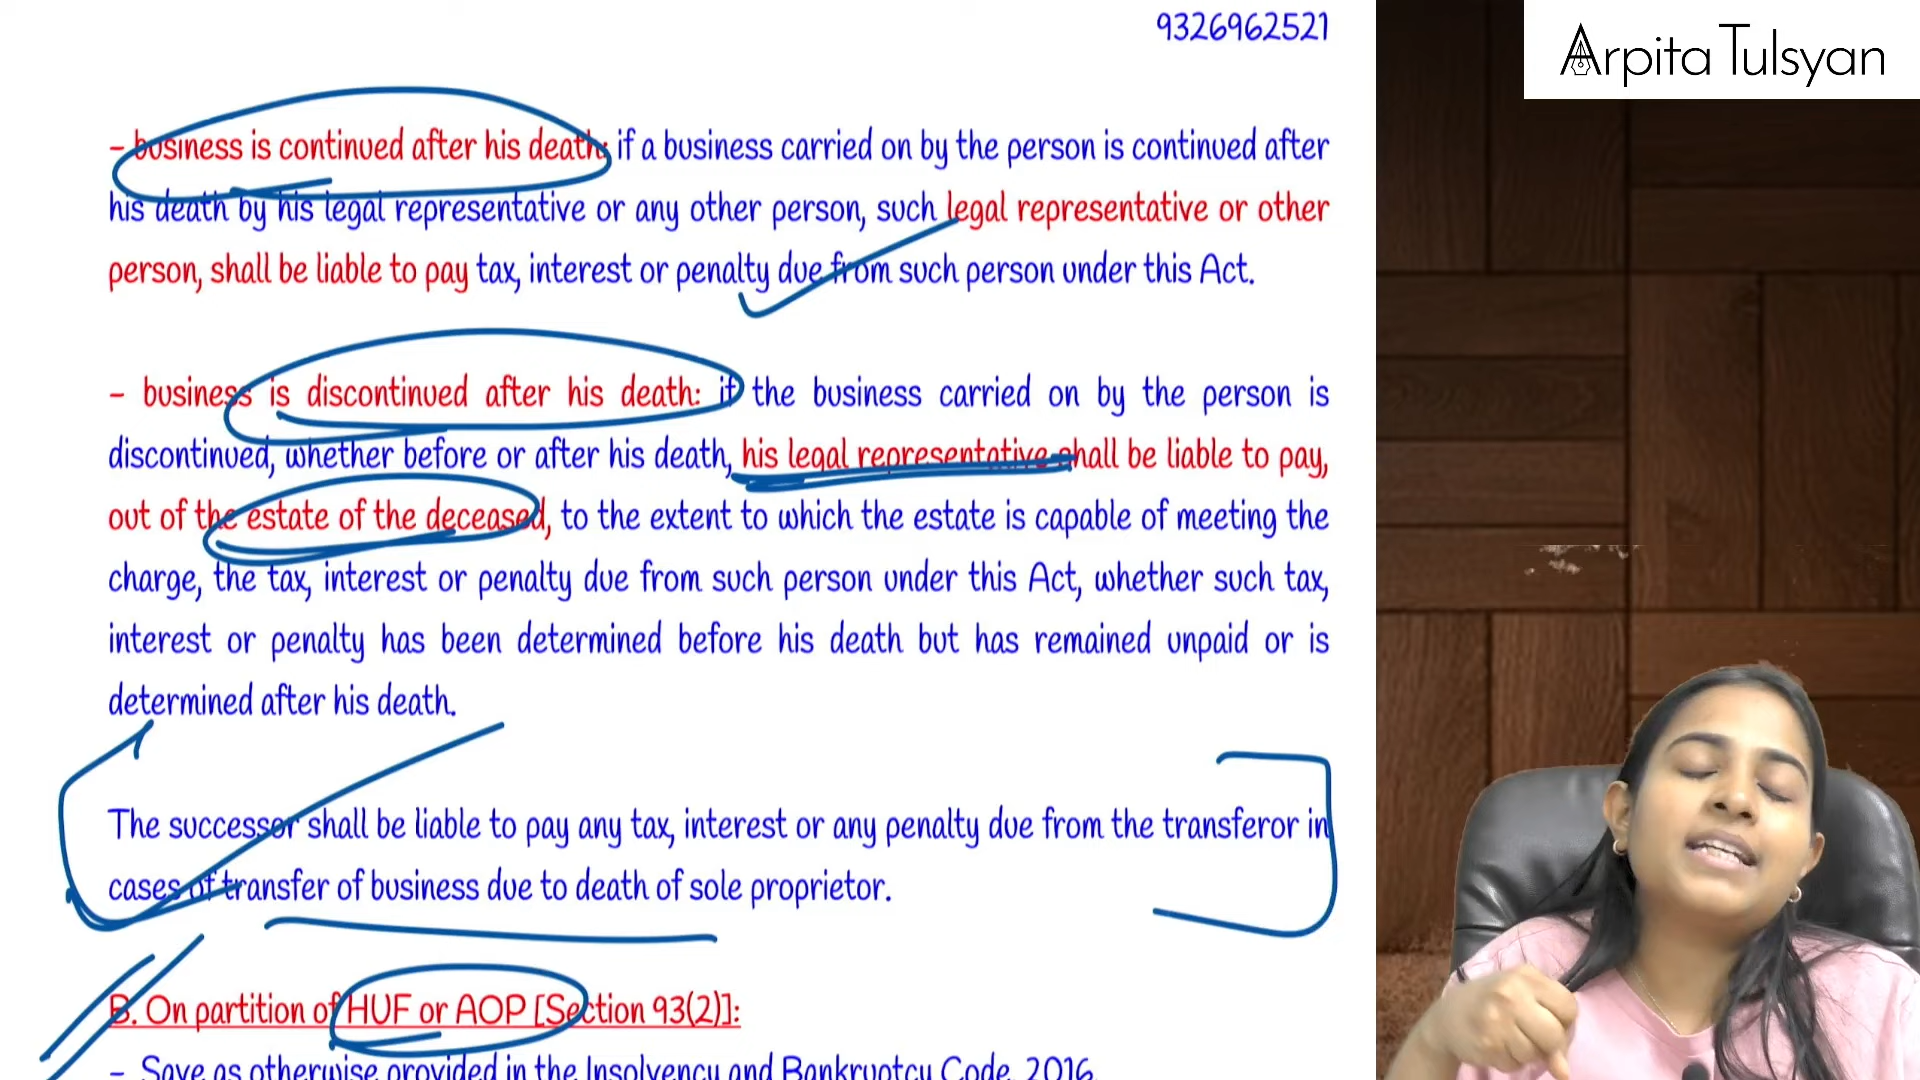 9326962521
Arpita Tulsyan
- business is continued after his death: if a business carried on by the person is continued after
his death by his legal representative or any other person, such legal representative or other
person, shall be liable to pay tax, interest or penalty due from such person under this Act.
- business is discontinued after his death: if the business carried on by the person is
discontinued, whether before or after his death, his legal representative shall be liable to pay,
out of the estate of the deceased, to the extent to which the estate is capable of meeting the
charge, the tax, interest or penalty due from such person under this Act, whether such tax,
interest or penalty has been determined before his death but has remained unpaid or is
determined after his death.
The successor shall be liable to pay any tax, interest or any penalty due from the transferor in
cases of transfer of business due to death of sole proprietor.
B. On partition of HUF or AOP [Section 93(2)]:
- Save as otherwise provided in the Insolvency and Bankruptcy Code, 2016,